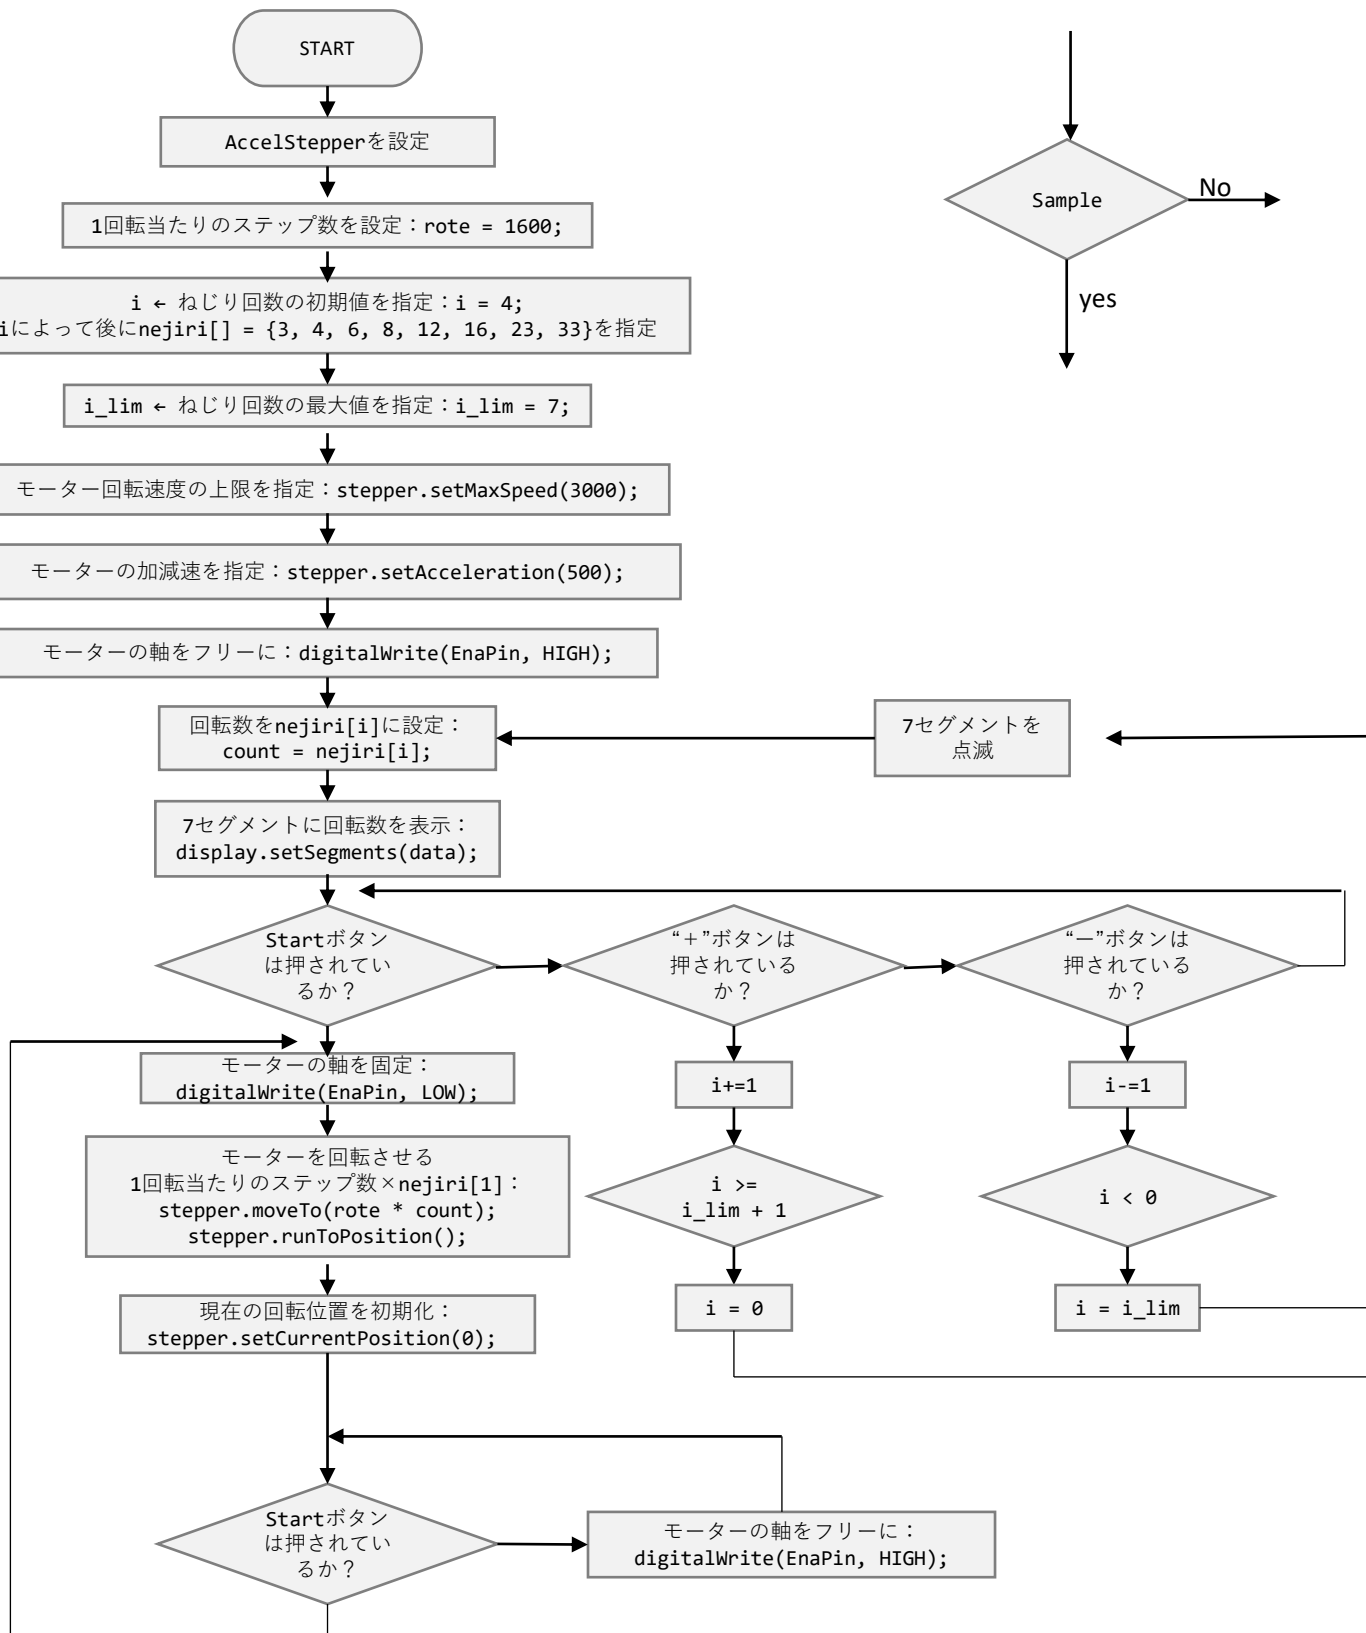 START
AccelStepperを設定
1回転当たりのステップ数を設定：rote = 1600;
i ← ねじり回数の初期値を指定：i = 4;
iによって後にnejiri[] = {3, 4, 6, 8, 12, 16, 23, 33}を指定
i_lim ← ねじり回数の最大値を指定：i_lim = 7;
モーター回転速度の上限を指定：stepper.setMaxSpeed(3000);
モーターの加減速を指定：stepper.setAcceleration(500);
モーターの軸をフリーに：digitalWrite(EnaPin, HIGH);
回転数をnejiri[i]に設定：
count = nejiri[i];
7セグメントに回転数を表示：
display.setSegments(data);
Startボタン
は押されてい
るか？
モーターの軸を固定：
digitalWrite(EnaPin, LOW);
モーターを回転させる
1回転当たりのステップ数×nejiri[1]：
stepper.moveTo(rote * count);
stepper.runToPosition();
現在の回転位置を初期化：
stepper.setCurrentPosition(0);
Startボタン
は押されてい
るか？
モーターの軸をフリーに：
digitalWrite(EnaPin, HIGH);
“＋”ボタンは
押されている
か？
i+=1
i >=
i_lim + 1
i = 0
“ー”ボタンは
押されている
か？
i-=1
i < 0
i = i_lim
7セグメントを
点滅
Sample
No
yes